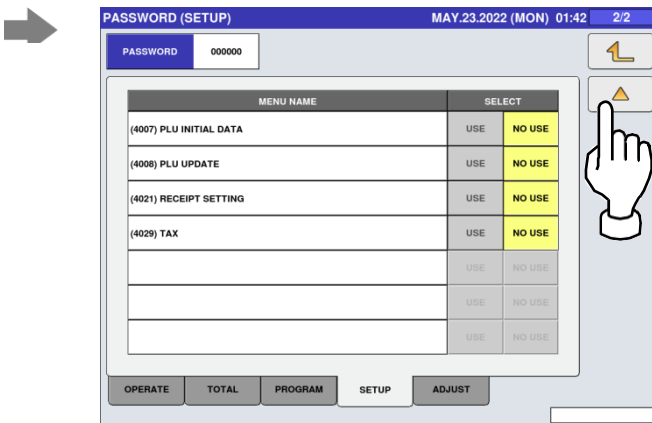 PASSWORD (SETUP) MAY.23.2022 (MON) 01:42 2/2
PASSWORD 000000
MENU NAME SELECT
(4007) PLU INITIAL DATA USE NO USE
(4008) PLU UPDATE USE NO USE
(4021) RECEIPT SETTING USE NO USE
(4029) TAX USE NO USE
USE NO USE
USE NO USE
USE NO USE
OPERATE TOTAL PROGRAM SETUP ADJUST